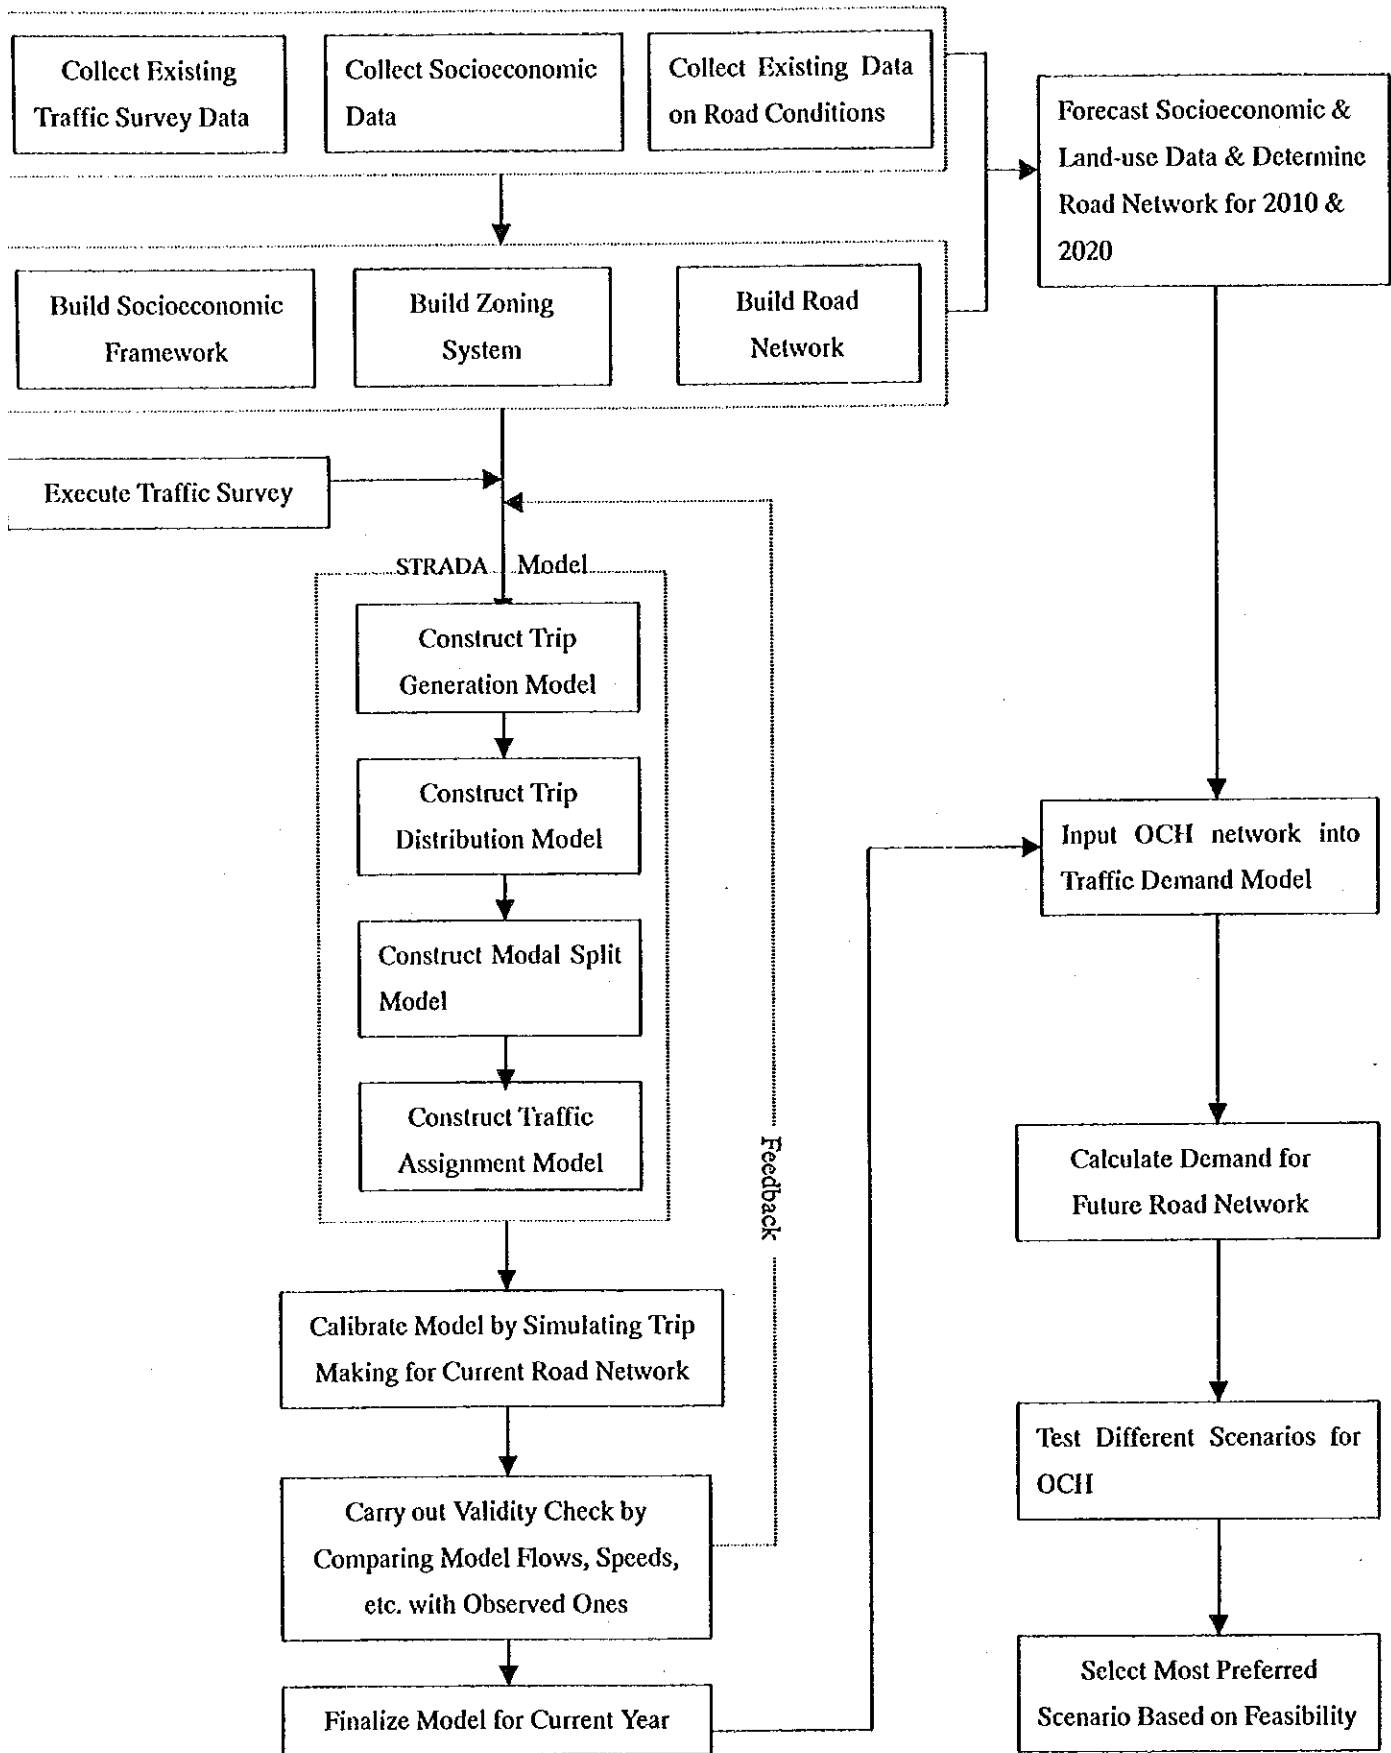 Collect Existing
Traffic Survey Data
Collect Socioeconomic
Data
Collect Existing Data
on Road Conditions
Forecast Socioeconomic &
Land-use Data & Determine
Road Network for 2010 &
2020
Build Socioeconomic
Framework
Build Zoning
System
Build Road
Network
Execute Traffic Survey
STRADA Model
Construct Trip
Generation Model
Construct Trip
Distribution Model
Construct Modal Split
Model
Construct Traffic
Assignment Model
Feedback
Calibrate Model by Simulating Trip
Making for Current Road Network
Carry out Validity Check by
Comparing Model Flows, Speeds,
etc. with Observed Ones
Finalize Model for Current Year
Input OCH network into
Traffic Demand Model
Calculate Demand for
Future Road Network
Test Different Scenarios for
OCH
Select Most Preferred
Scenario Based on Feasibility